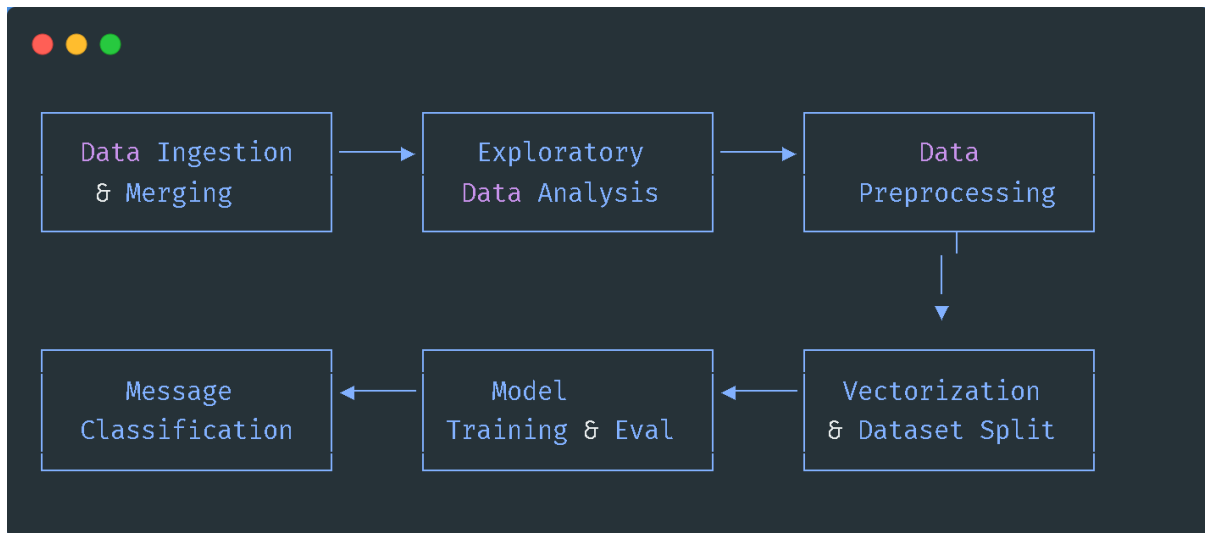 Data Ingestion
& Merging
Exploratory
Data Analysis
Data
Preprocessing
Message
Classification
Model
Training & Eval
Vectorization
& Dataset Split